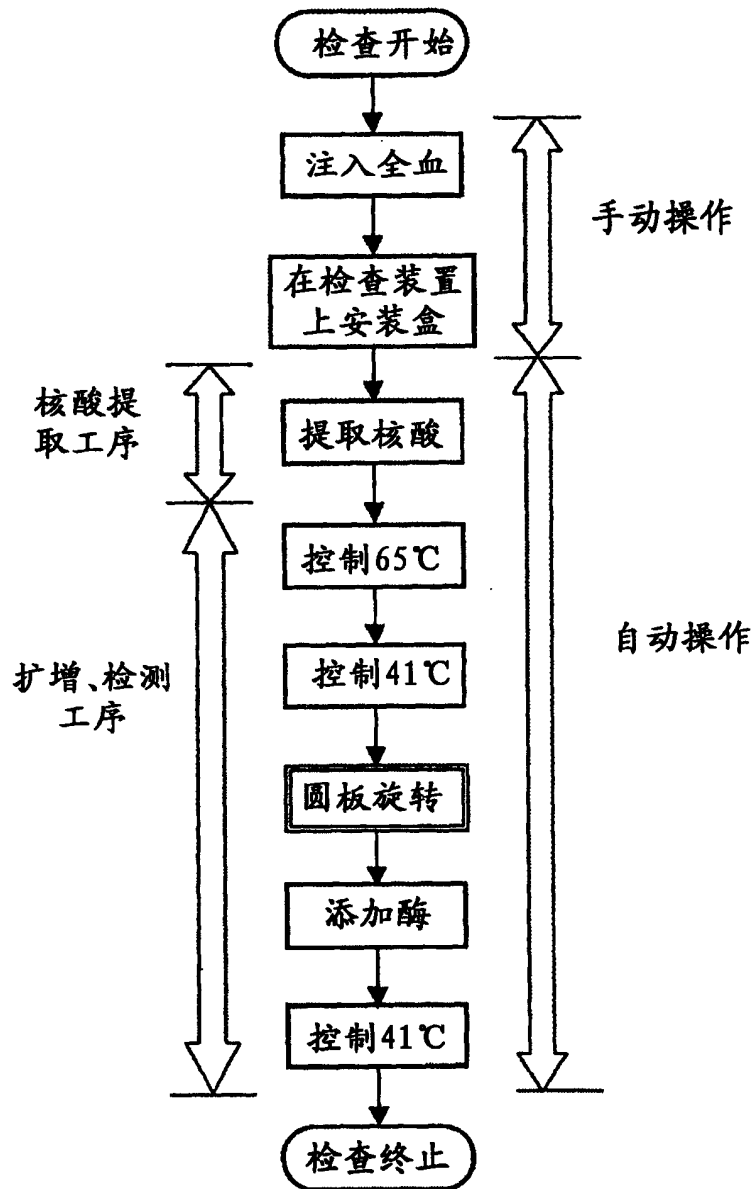 检查开始
注入全血
手动操作
在检查装置
上安装盒
核酸提
取工序
提取核酸
控制65℃
自动操作
扩增、检测
工序
控制41℃
圆板旋转
添加酶
控制41℃
检查终止